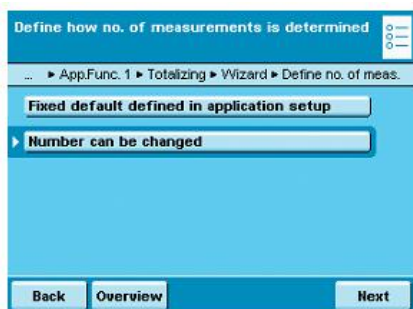 Define how no. of measurements is determined
... ▸ App.Func. 1 ▸ Totalizing ▸ Wizard ▸ Define no. of meas.
Fixed default defined in application setup
Number can be changed
Back Overview Next